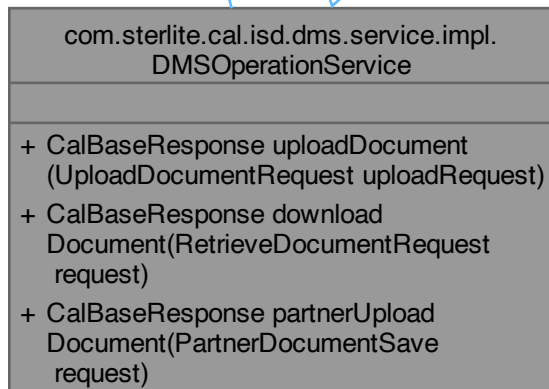 com.sterlite.cal.isd.dms.service.impl.
DMSOperationService
+ CalBaseResponse uploadDocument
(UploadDocumentRequest uploadRequest)
+ CalBaseResponse download
Document(RetrieveDocumentRequest
request)
+ CalBaseResponse partnerUpload
Document(PartnerDocumentSave
request)